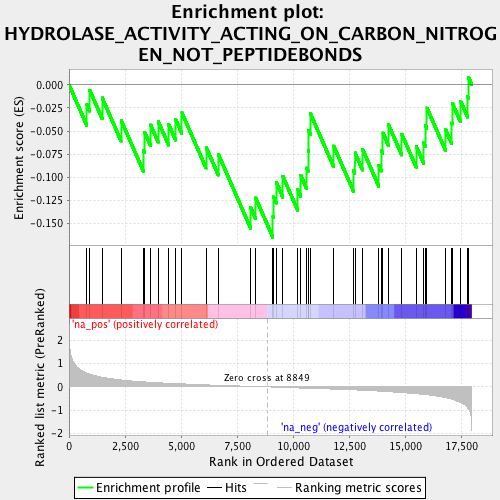 Enrichment plot:
HYDROLASE_ACTIVITY_ACTING_ON_CARBON_NITROG
EN_NOT_PEPTIDEBONDS
Enrichment score (ES)
0.000
-0.025
-0.050
-0.075
-0.100
-0.125
-0.150
'na_pos' (positively correlated)
Ranked list metric (PreRanked)
2
1
0
-1
-2
Zero cross at 8849
'na_neg' (negatively correlated)
0
2,500
5,000
7,500
10,000
12,500
15,000
17,500
Rank in Ordered Dataset
Enrichment profile
Hits
Ranking metric scores